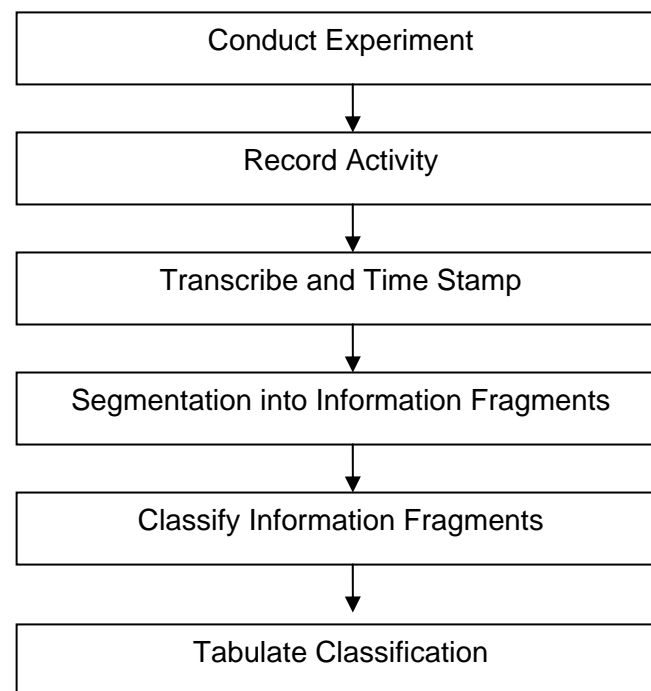 Conduct Experiment
Record Activity
Transcribe and Time Stamp
Segmentation into Information Fragments
Classify Information Fragments
Tabulate Classification